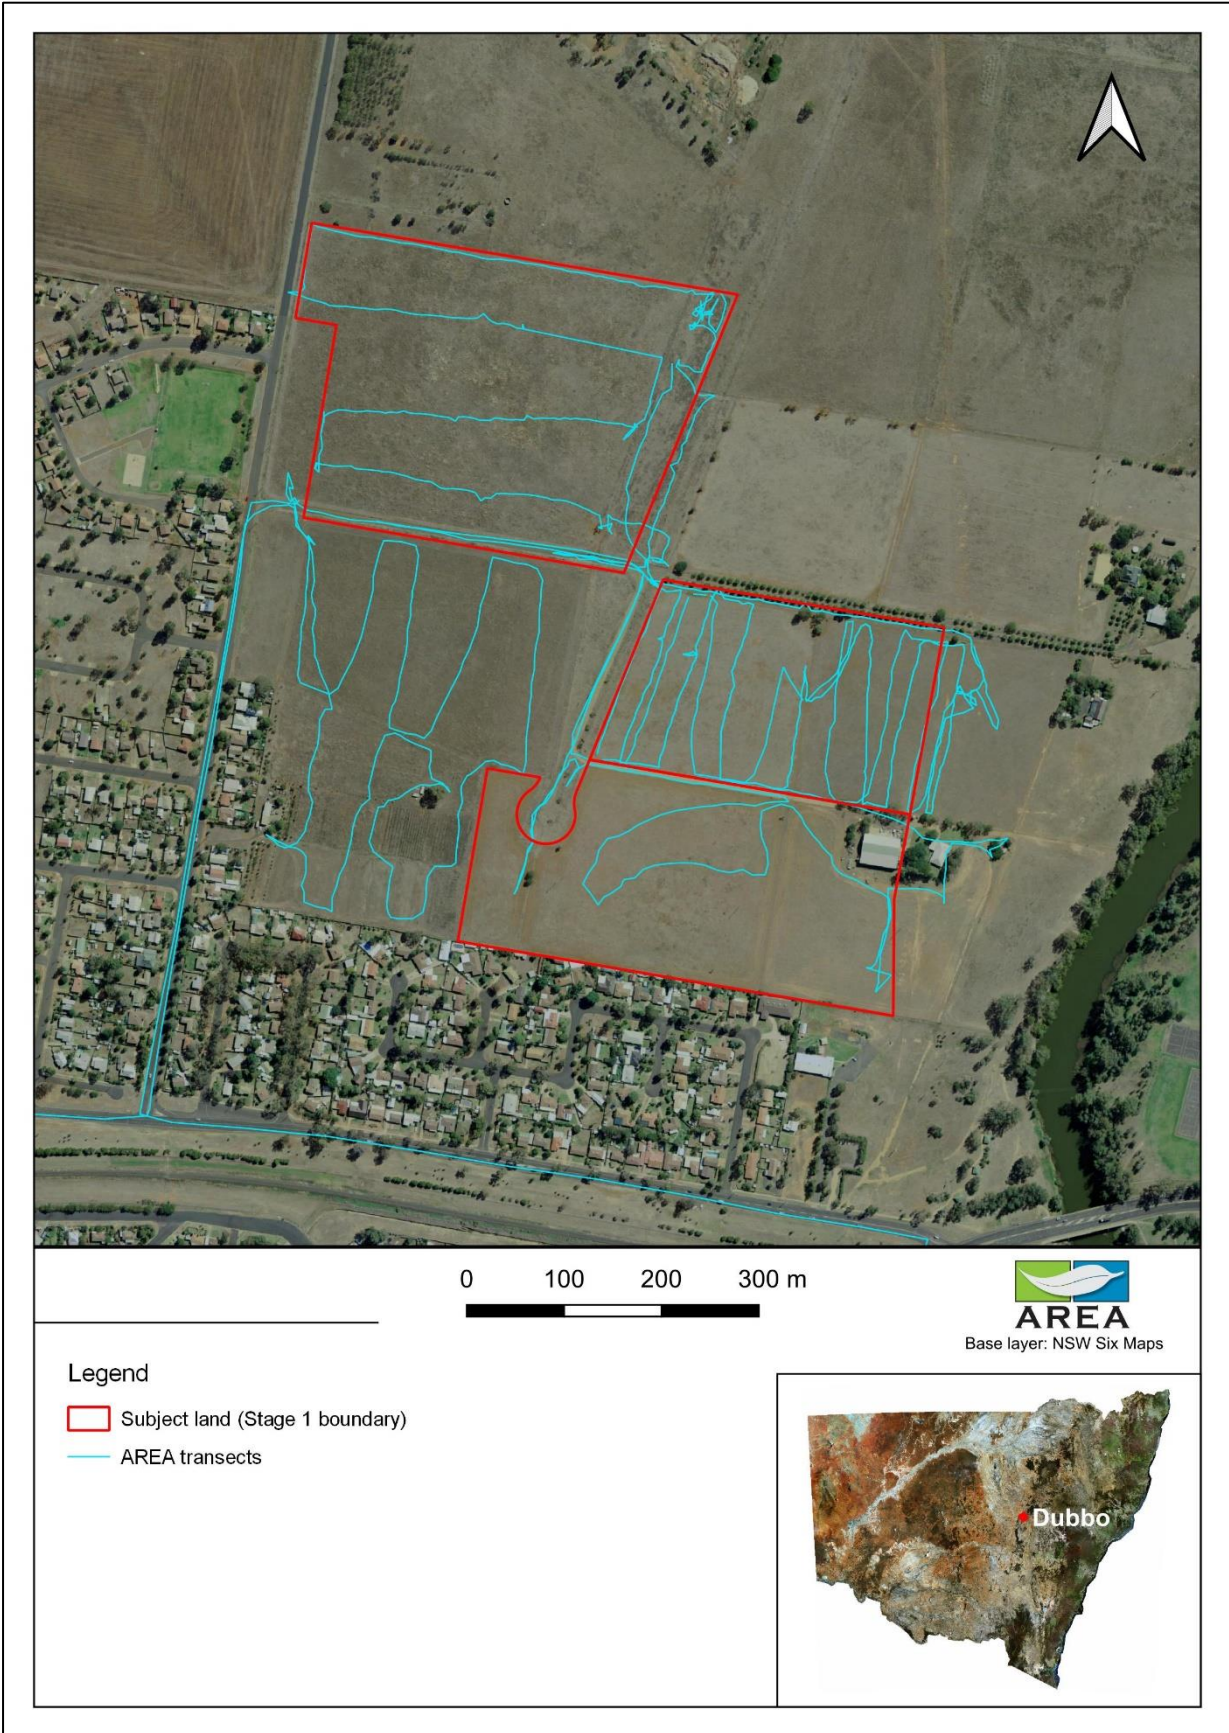 0 100 200 300 m
AREA
Base layer: NSW Six Maps
Legend
Subject land (Stage 1 boundary)
AREA transects
Dubbo